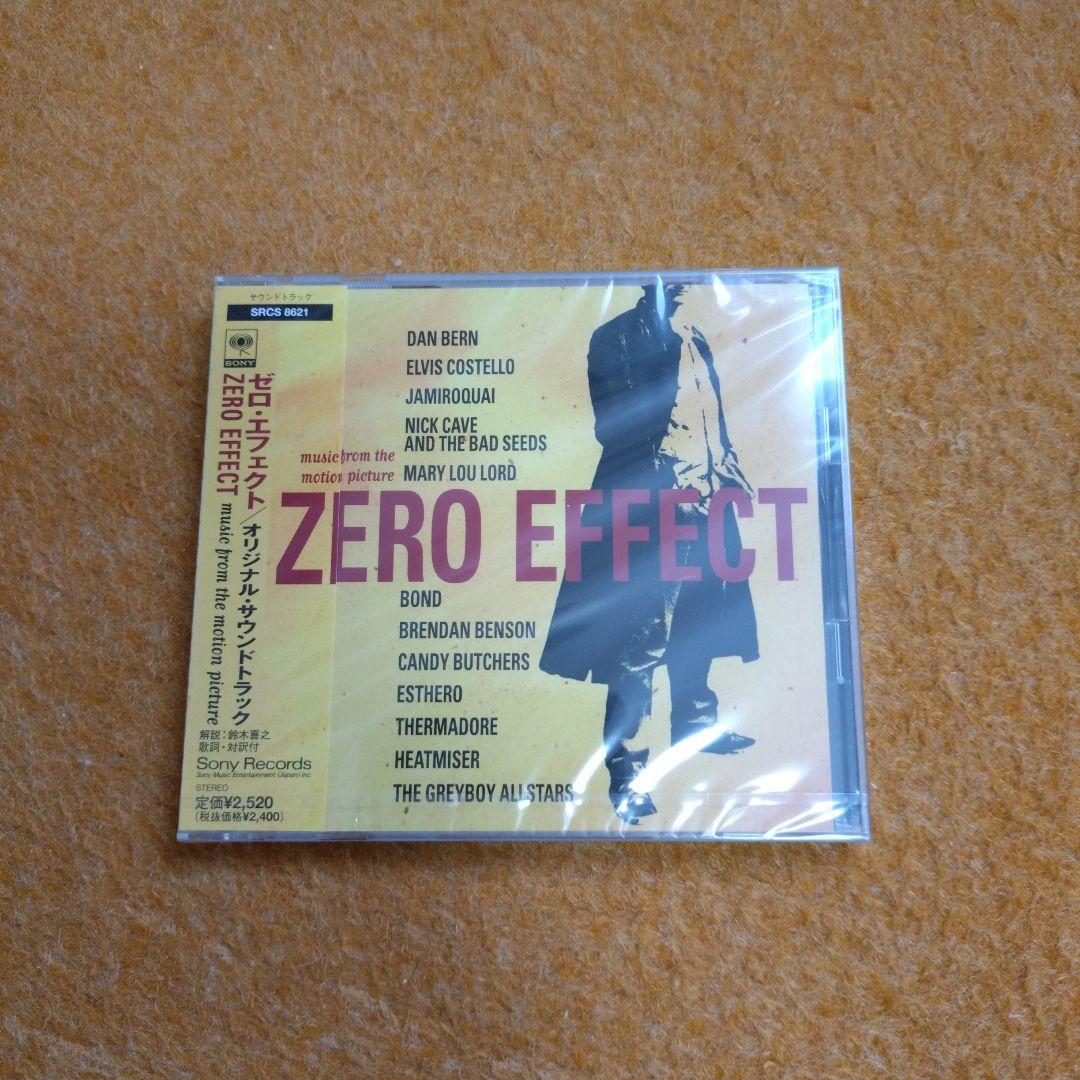 サウンドトラック
SRCS 8621
SONY
ゼロ・エフェクト／オリジナル・サウンドトラック
ZERO EFFECT music from the motion picture
解説：鈴木喜之
歌詞・対訳付
Sony Records
Sony Music Entertainment (Japan) Inc.
STEREO
定価¥2,520
(税抜価格¥2,400)
DAN BERN
ELVIS COSTELLO
JAMIROQUAI
NICK CAVE
AND THE BAD SEEDS
MARY LOU LORD
music from the
motion picture
ZERO EFFECT
BOND
BRENDAN BENSON
CANDY BUTCHERS
ESTHERO
THERMADORE
HEATMISER
THE GREYBOY ALLSTARS